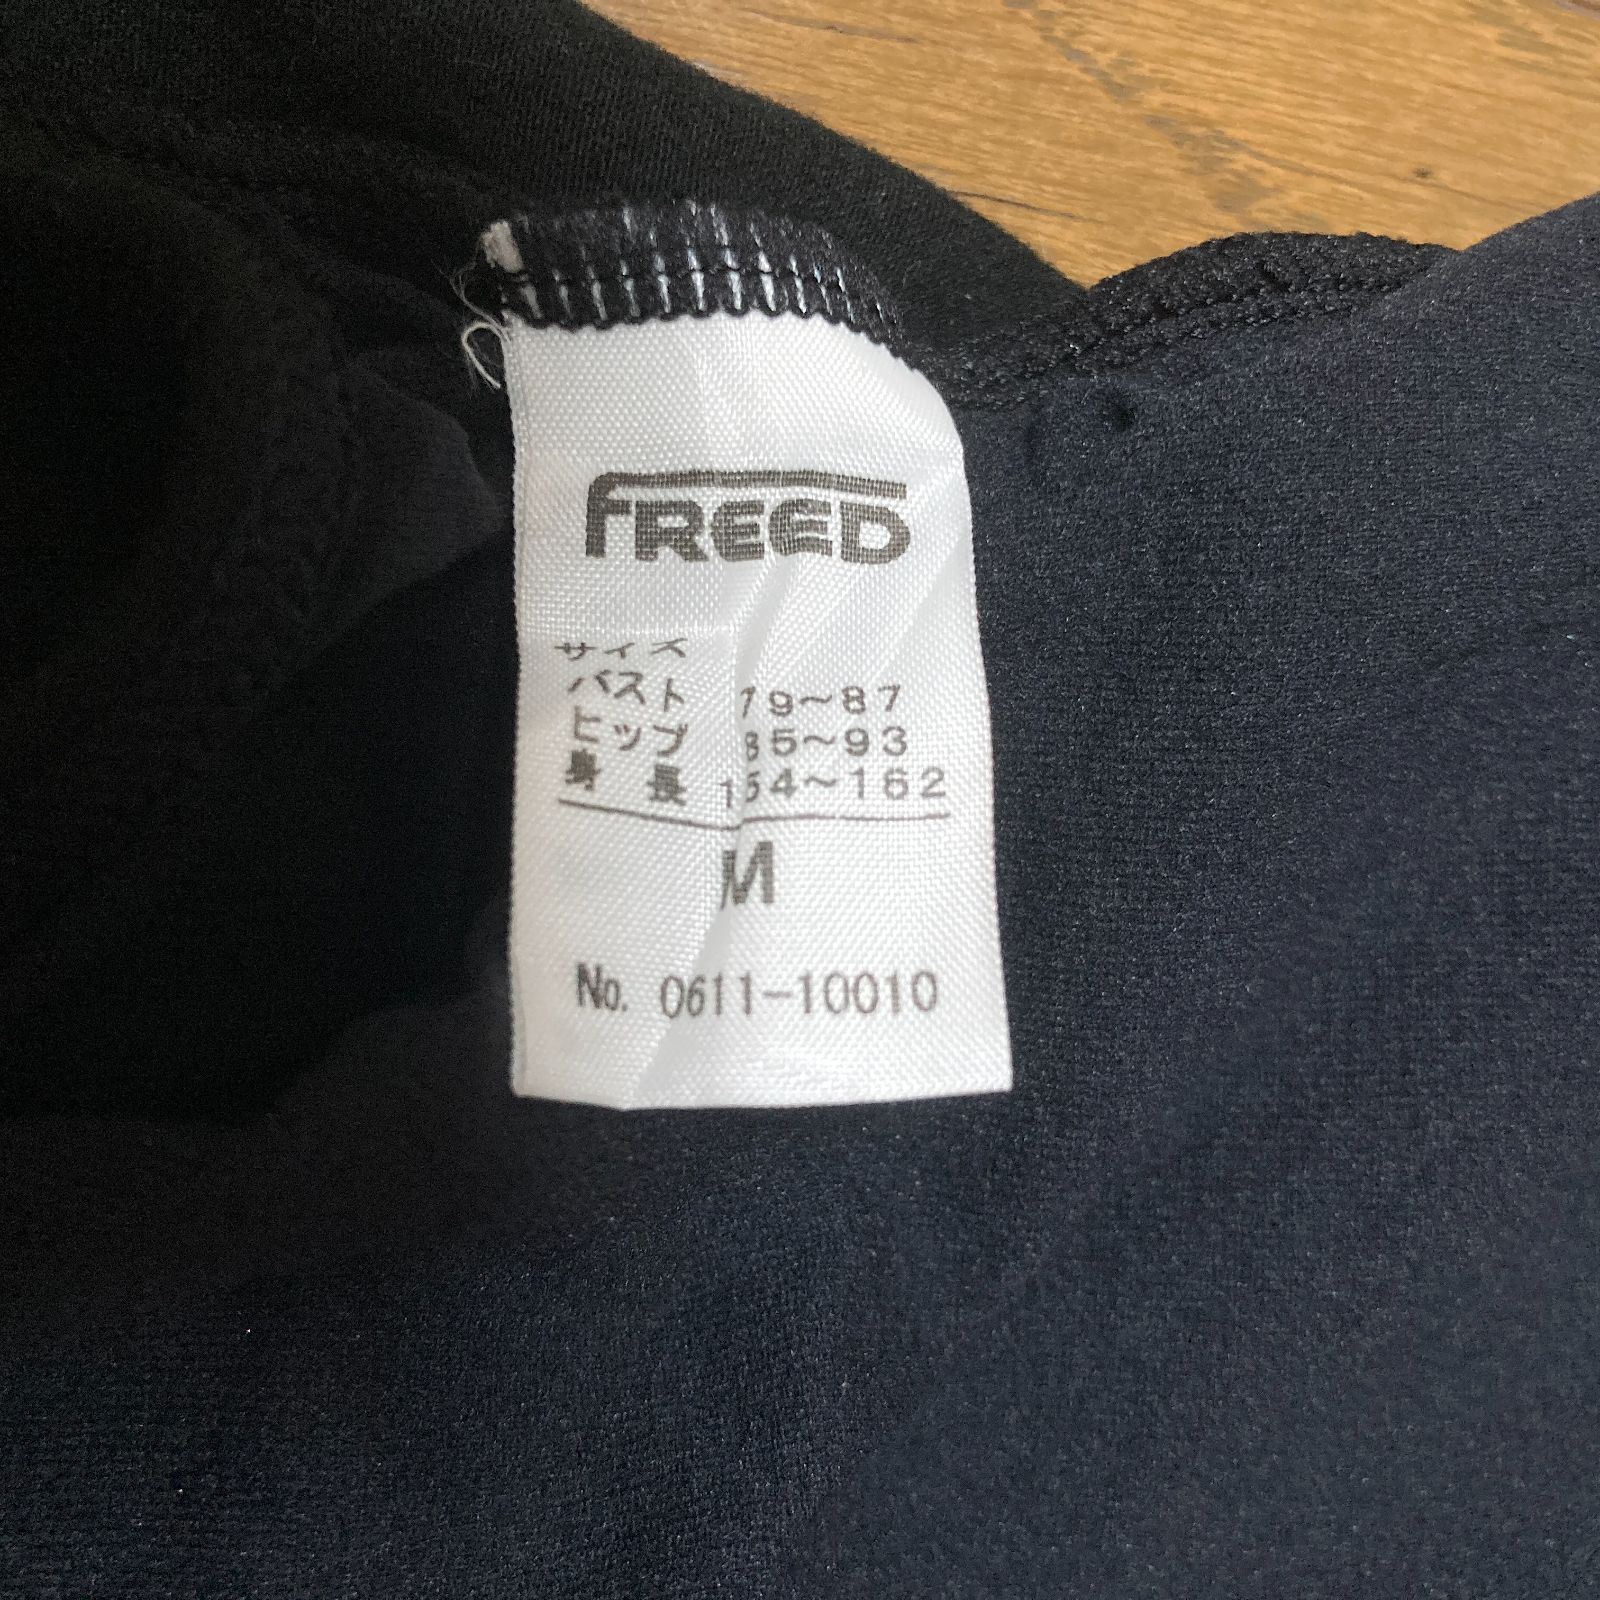 FREED
サイズ
バスト 79～87
ヒップ 85～93
身長 154～162
M
No. 0611-10010